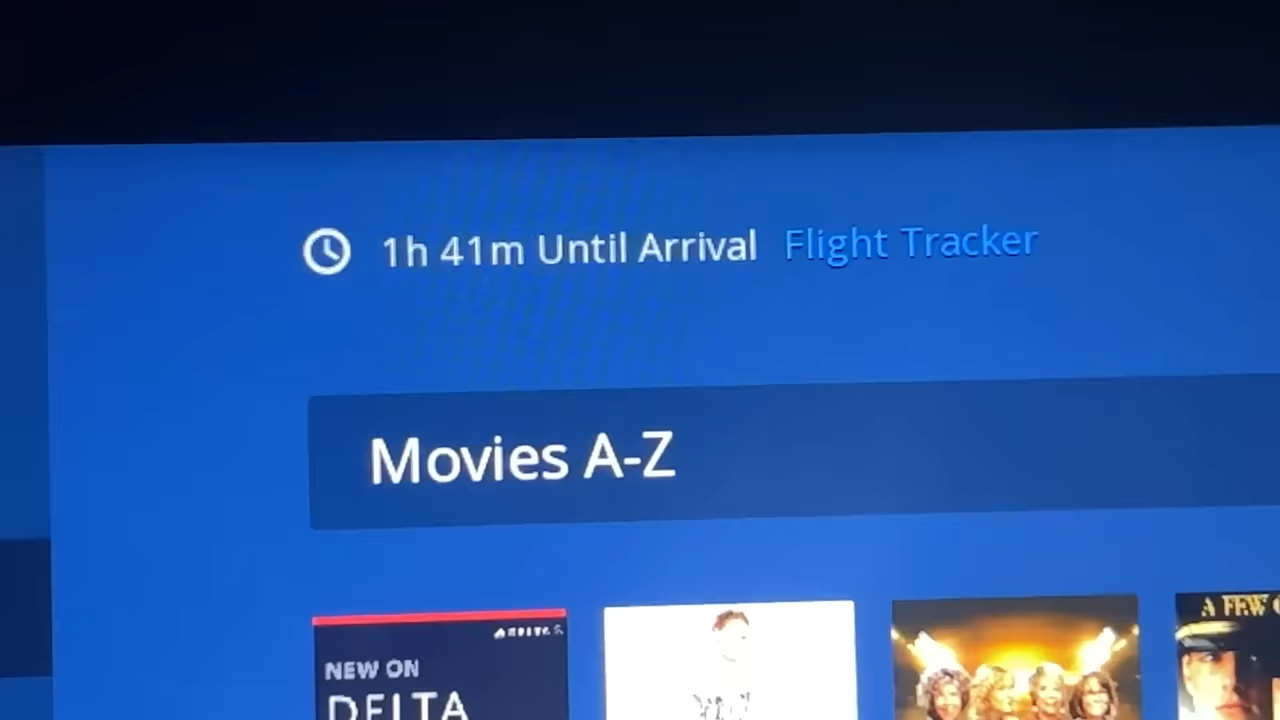 1h 41m Until Arrival Flight Tracker
Movies A-Z
NEW ON
DELTA
A FEW